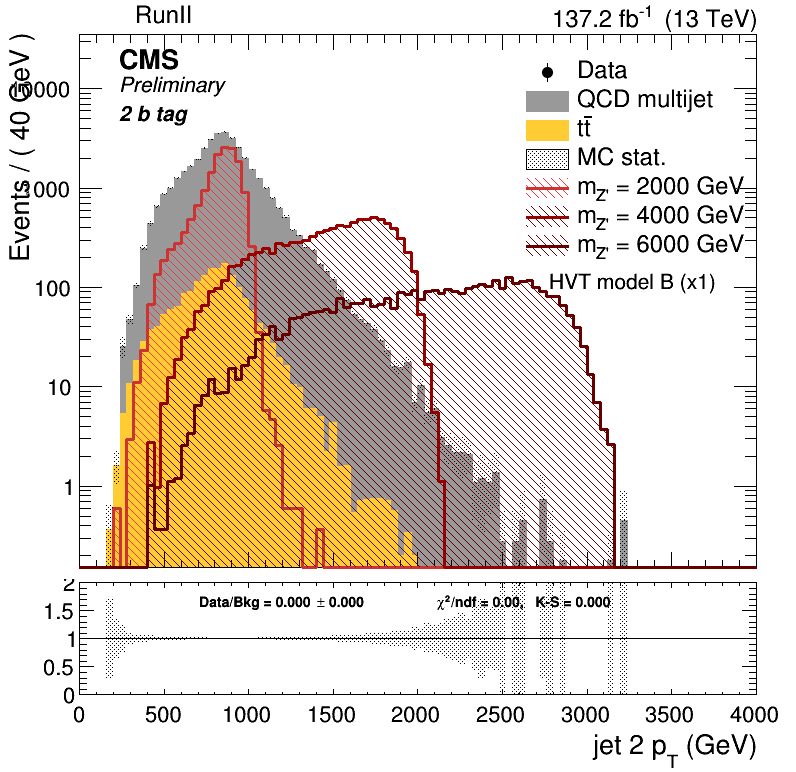 RunII
137.2 fb⁻¹ (13 TeV)
Events / ( 40 GeV )
CMS
Preliminary
2 b tag
Data
QCD multijet
tt̄
MC stat.
m_Z' = 2000 GeV
m_Z' = 4000 GeV
m_Z' = 6000 GeV
HVT model B (x1)
100
10
1
Data/Bkg = 0.000 ± 0.000
χ²/ndf = 0.00, K-S = 0.000
2
1.5
1
0.5
0
0 500 1000 1500 2000 2500 3000 3500 4000
jet 2 p_T (GeV)